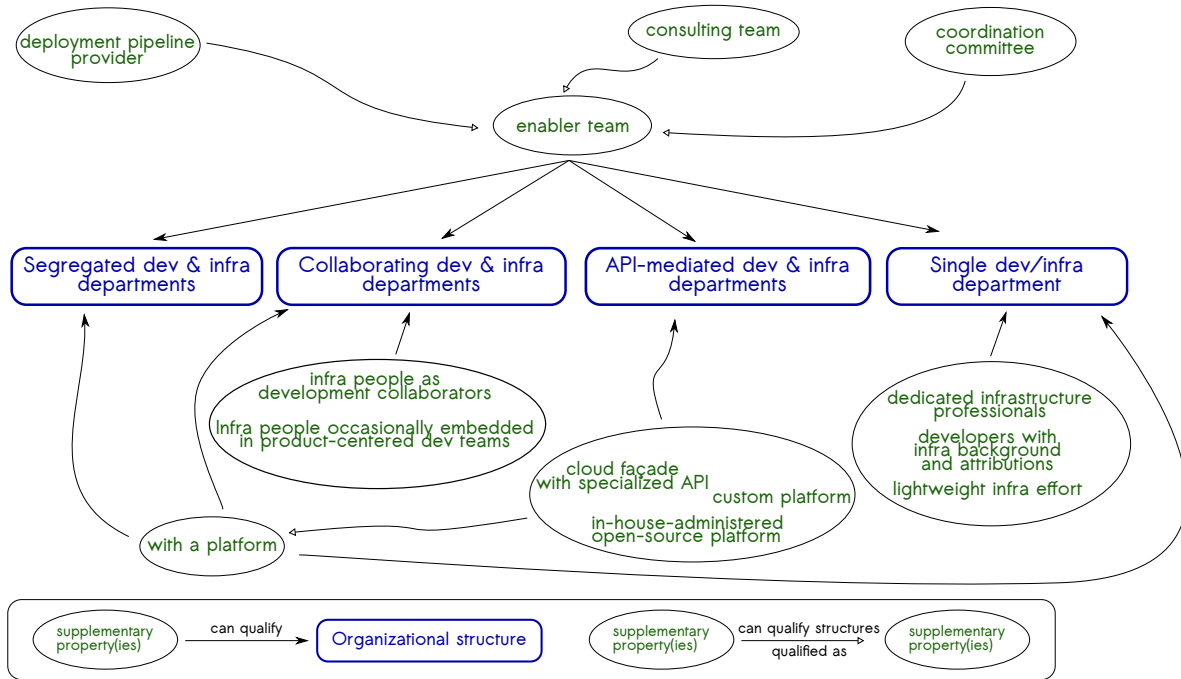 deployment pipeline
provider
consulting team
coordination
committee
enabler team
Segregated dev & infra
departments
Collaborating dev & infra
departments
API-mediated dev & infra
departments
Single dev/infra
department
infra people as
development collaborators
Infra people occasionally embedded
in product-centered dev teams
cloud façade
with specialized API
custom platform
in-house-administered
open-source platform
dedicated infrastructure
professionals
developers with
infra background
and attributions
lightweight infra effort
with a platform
supplementary
property(ies)
can qualify
Organizational structure
supplementary
property(ies)
can qualify structures
qualified as
supplementary
property(ies)